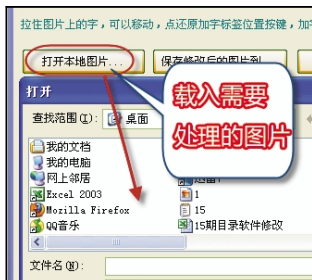 拉住图片上的字，可以移动，点还原加字标签位置按键，加
打开本地图片...
保存修改后的图片到
载入需要
处理的图片
打开
查找范围(I):
桌面
我的文档
我的电脑
网上邻居
Excel 2003
Mozilla Firefox
QQ音乐
迅雷7
1
15
15期目录软件修改
文件名(N):